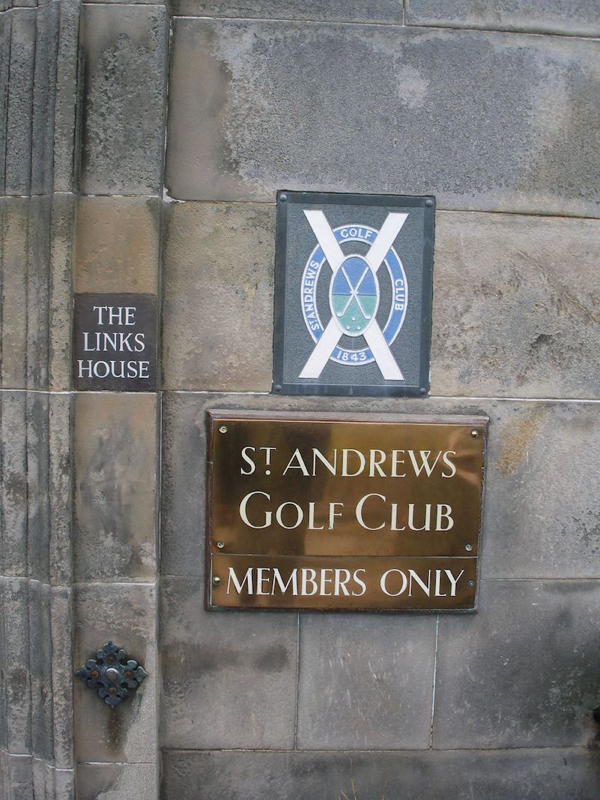 THE
LINKS
HOUSE
ST ANDREWS
GOLF
CLUB
1843
ST ANDREWS
GOLF CLUB
MEMBERS ONLY